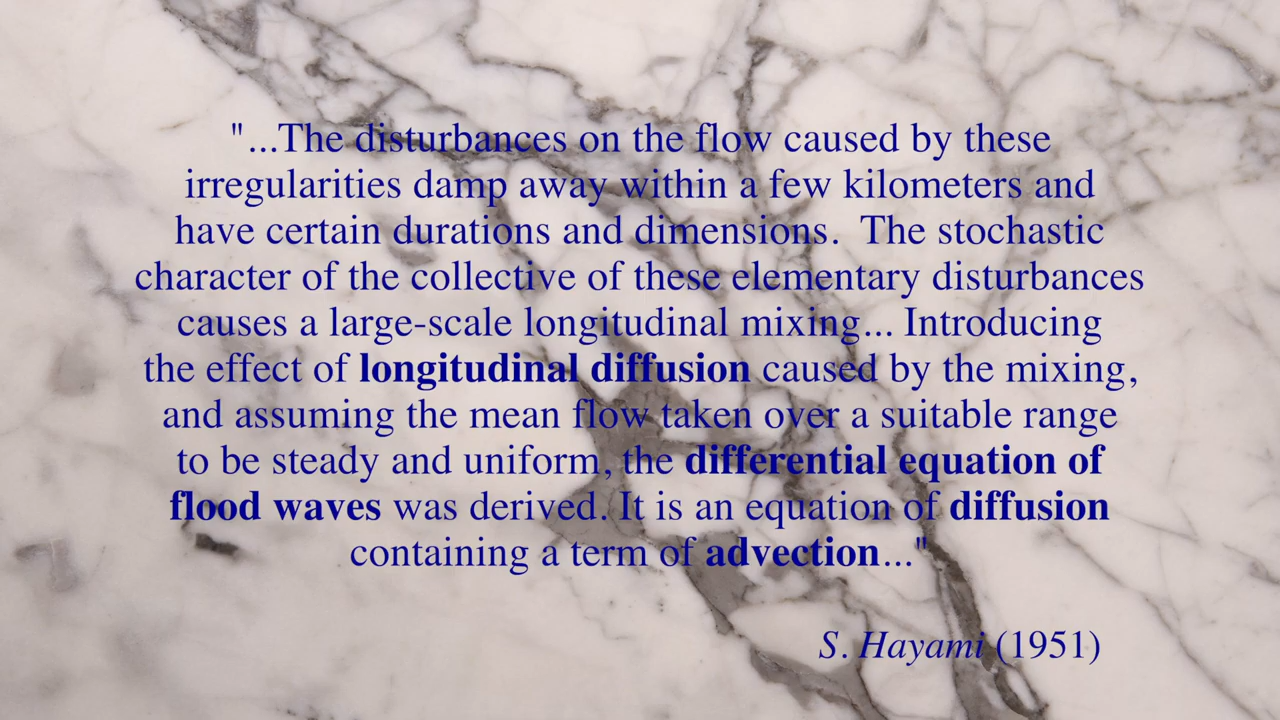 "...The disturbances on the flow caused by these
irregularities damp away within a few kilometers and
have certain durations and dimensions.  The stochastic
character of the collective of these elementary disturbances
causes a large-scale longitudinal mixing... Introducing
the effect of longitudinal diffusion caused by the mixing,
and assuming the mean flow taken over a suitable range
to be steady and uniform, the differential equation of
flood waves was derived. It is an equation of diffusion
containing a term of advection..."
S. Hayami (1951)